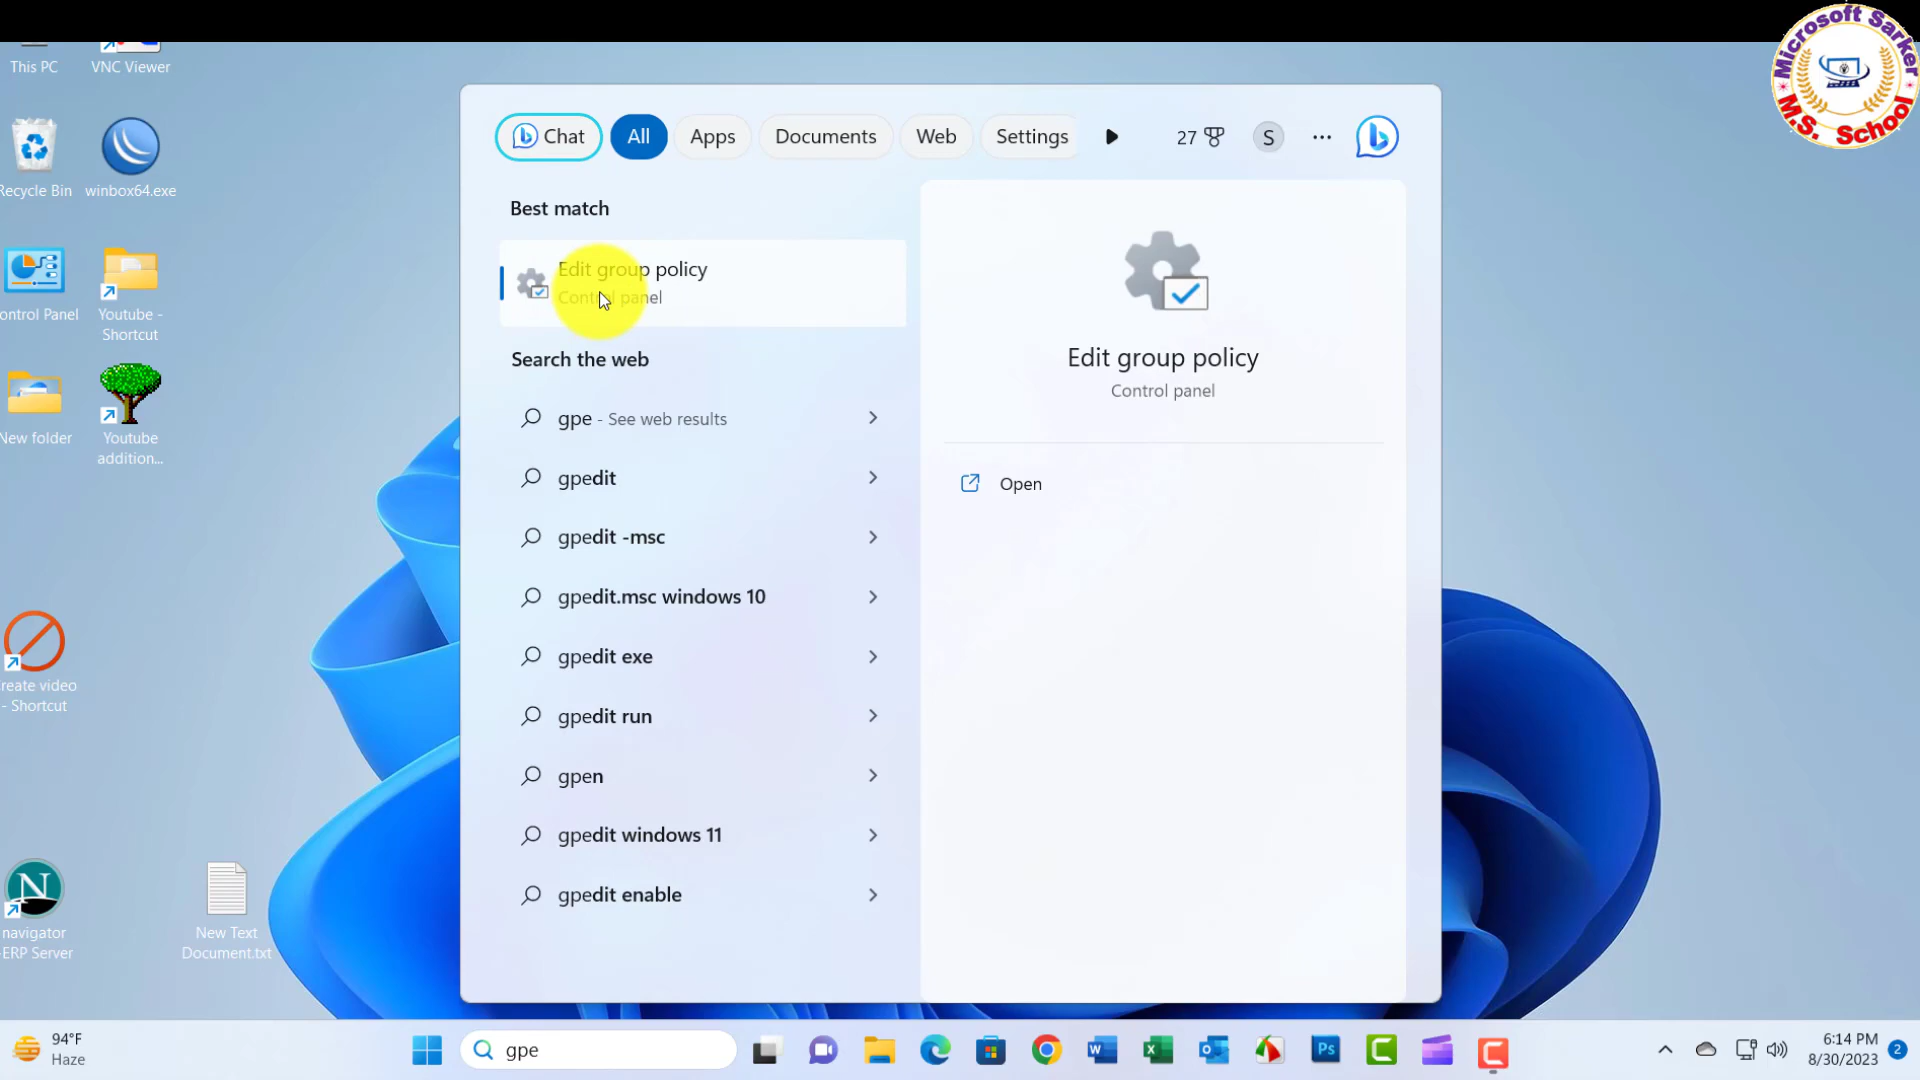 Microsoft Sarker
M.S. School
This PC
VNC Viewer
Recycle Bin
winbox64.exe
ontrol Panel
Youtube -
Shortcut
New folder
Youtube
addition...
reate video
- Shortcut
navigator
ERP Server
New Text
Document.txt
Chat
All
Apps
Documents
Web
Settings
27
S
Best match
Edit group policy
Control panel
Search the web
gpe - See web results
gpedit
gpedit -msc
gpedit.msc windows 10
gpedit exe
gpedit run
gpen
gpedit windows 11
gpedit enable
Edit group policy
Control panel
Open
94°F
Haze
gpe
Ps
6:14 PM
8/30/2023
2